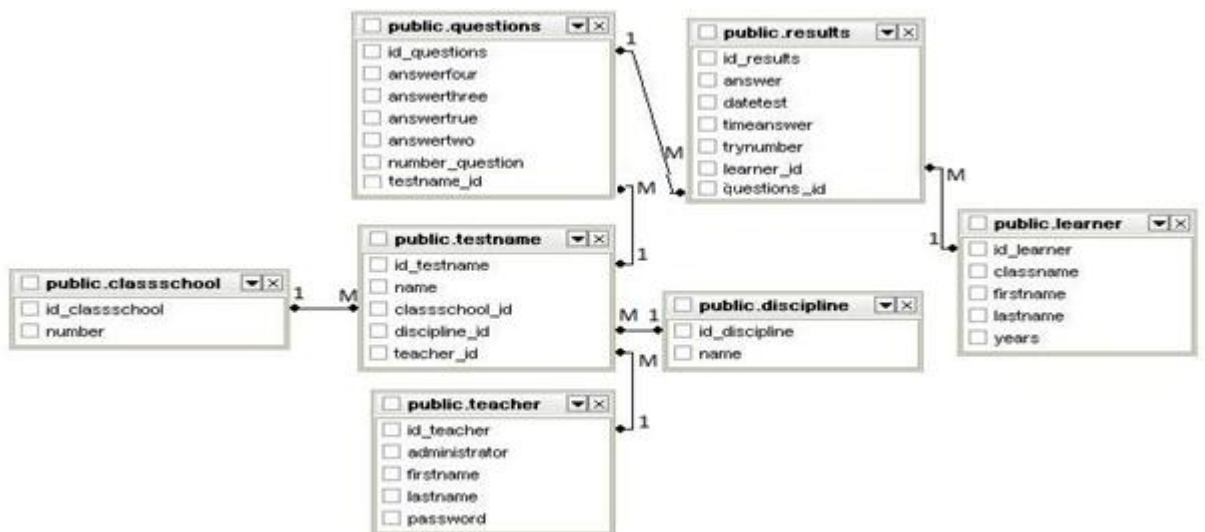 public.questions
id_questions
answerfour
answerthree
answertrue
answertwo
number_question
testname_id
public.results
id_results
answer
datetest
timeanswer
trynumber
learner_id
questions_id
1
M
M
1
M
1
public.learner
id_learner
classname
firstname
lastname
years
public.testname
id_testname
name
classschool_id
discipline_id
teacher_id
public.classschool
id_classschool
number
1
M
M 1
public.discipline
id_discipline
name
M
1
public.teacher
id_teacher
administrator
firstname
lastname
password